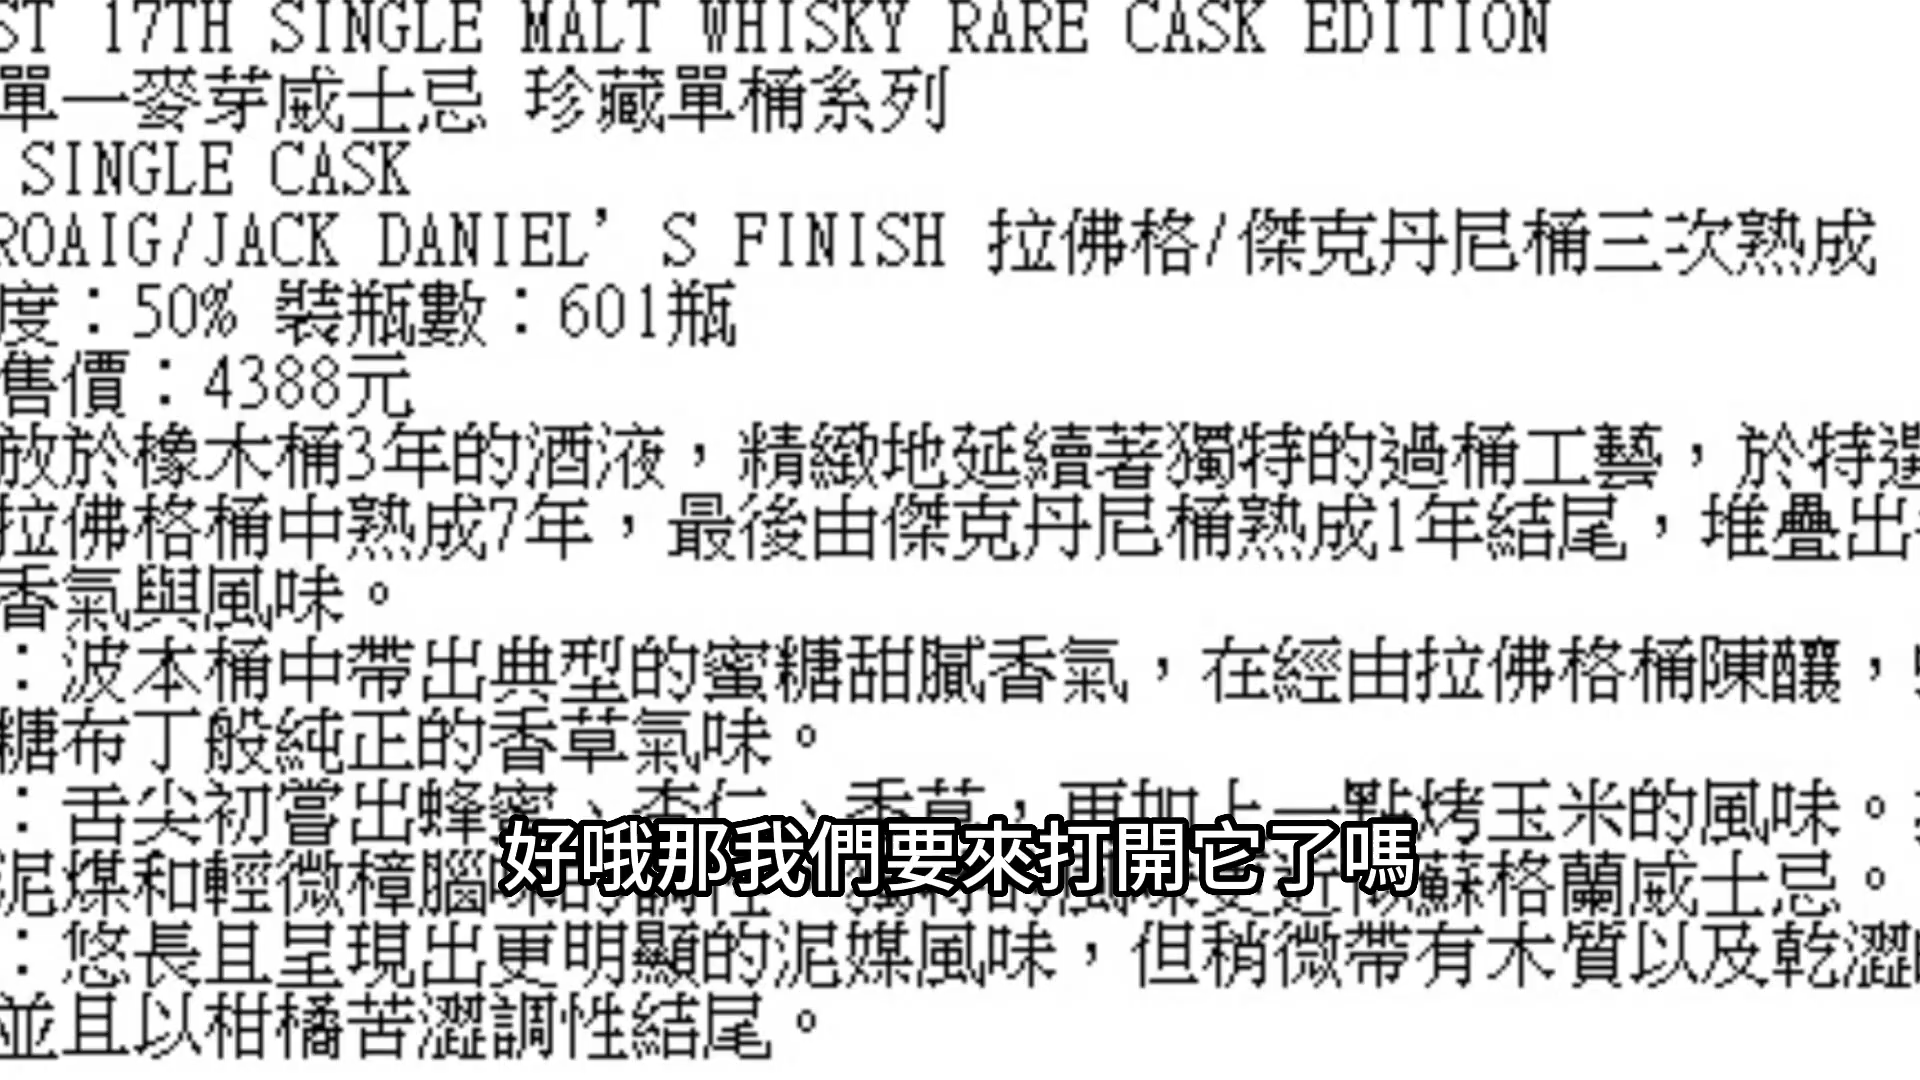 ST 17TH SINGLE MALT WHISKY RARE CASK EDITION
單一麥芽威士忌 珍藏單桶系列
SINGLE CASK
ROAIG/JACK DANIEL'S FINISH 拉佛格/傑克丹尼桶三次熟成
度：50% 裝瓶數：601瓶
售價：4388元
放於橡木桶3年的酒液，精緻地延續著獨特的過桶工藝，於特選
拉佛格桶中熟成7年，最後由傑克丹尼桶熟成1年結尾，堆疊出
香氣與風味。
：波本桶中帶出典型的蜜糖甜膩香氣，在經由拉佛格桶陳釀，
糖布丁般純正的香草氣味。
：舌尖初嘗出蜂蜜、杏仁、香草，更加上一點烤玉米的風味。
泥煤和輕微樟腦 蘇格蘭威士忌。
好哦那我們要來打開它了嗎
：悠長且呈現出更明顯的泥媒風味，但稍微帶有木質以及乾澀
並且以柑橘苦澀調性結尾。